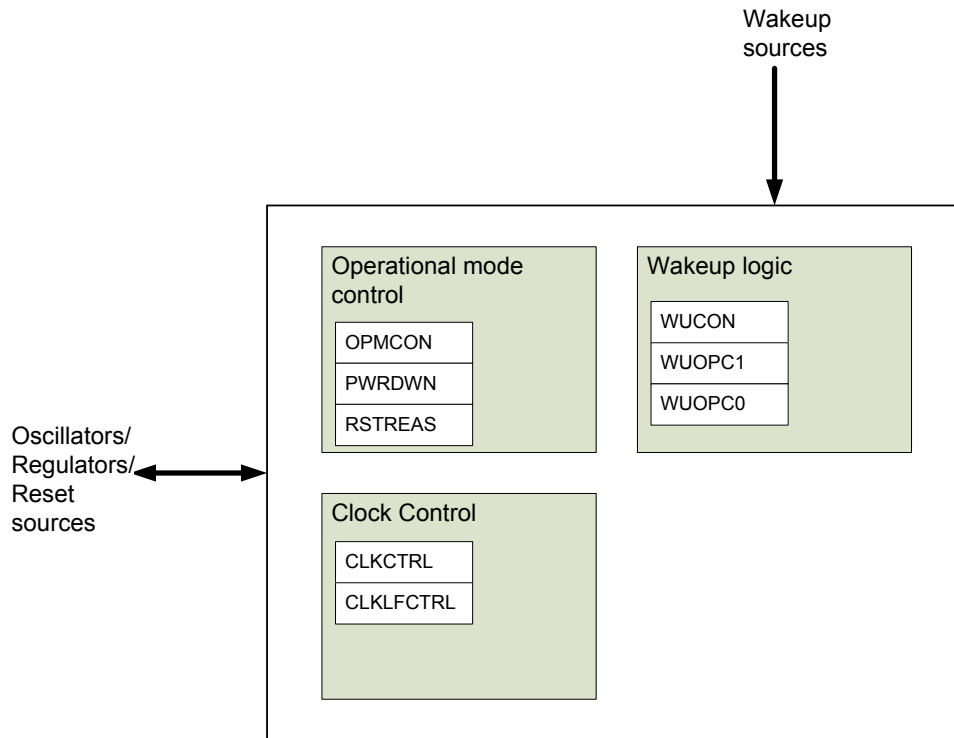 Wakeup
sources
Operational mode
control
OPMCON
PWRDWN
RSTREAS
Wakeup logic
WUCON
WUOPC1
WUOPC0
Oscillators/
Regulators/
Reset
sources
Clock Control
CLKCTRL
CLKLFCTRL